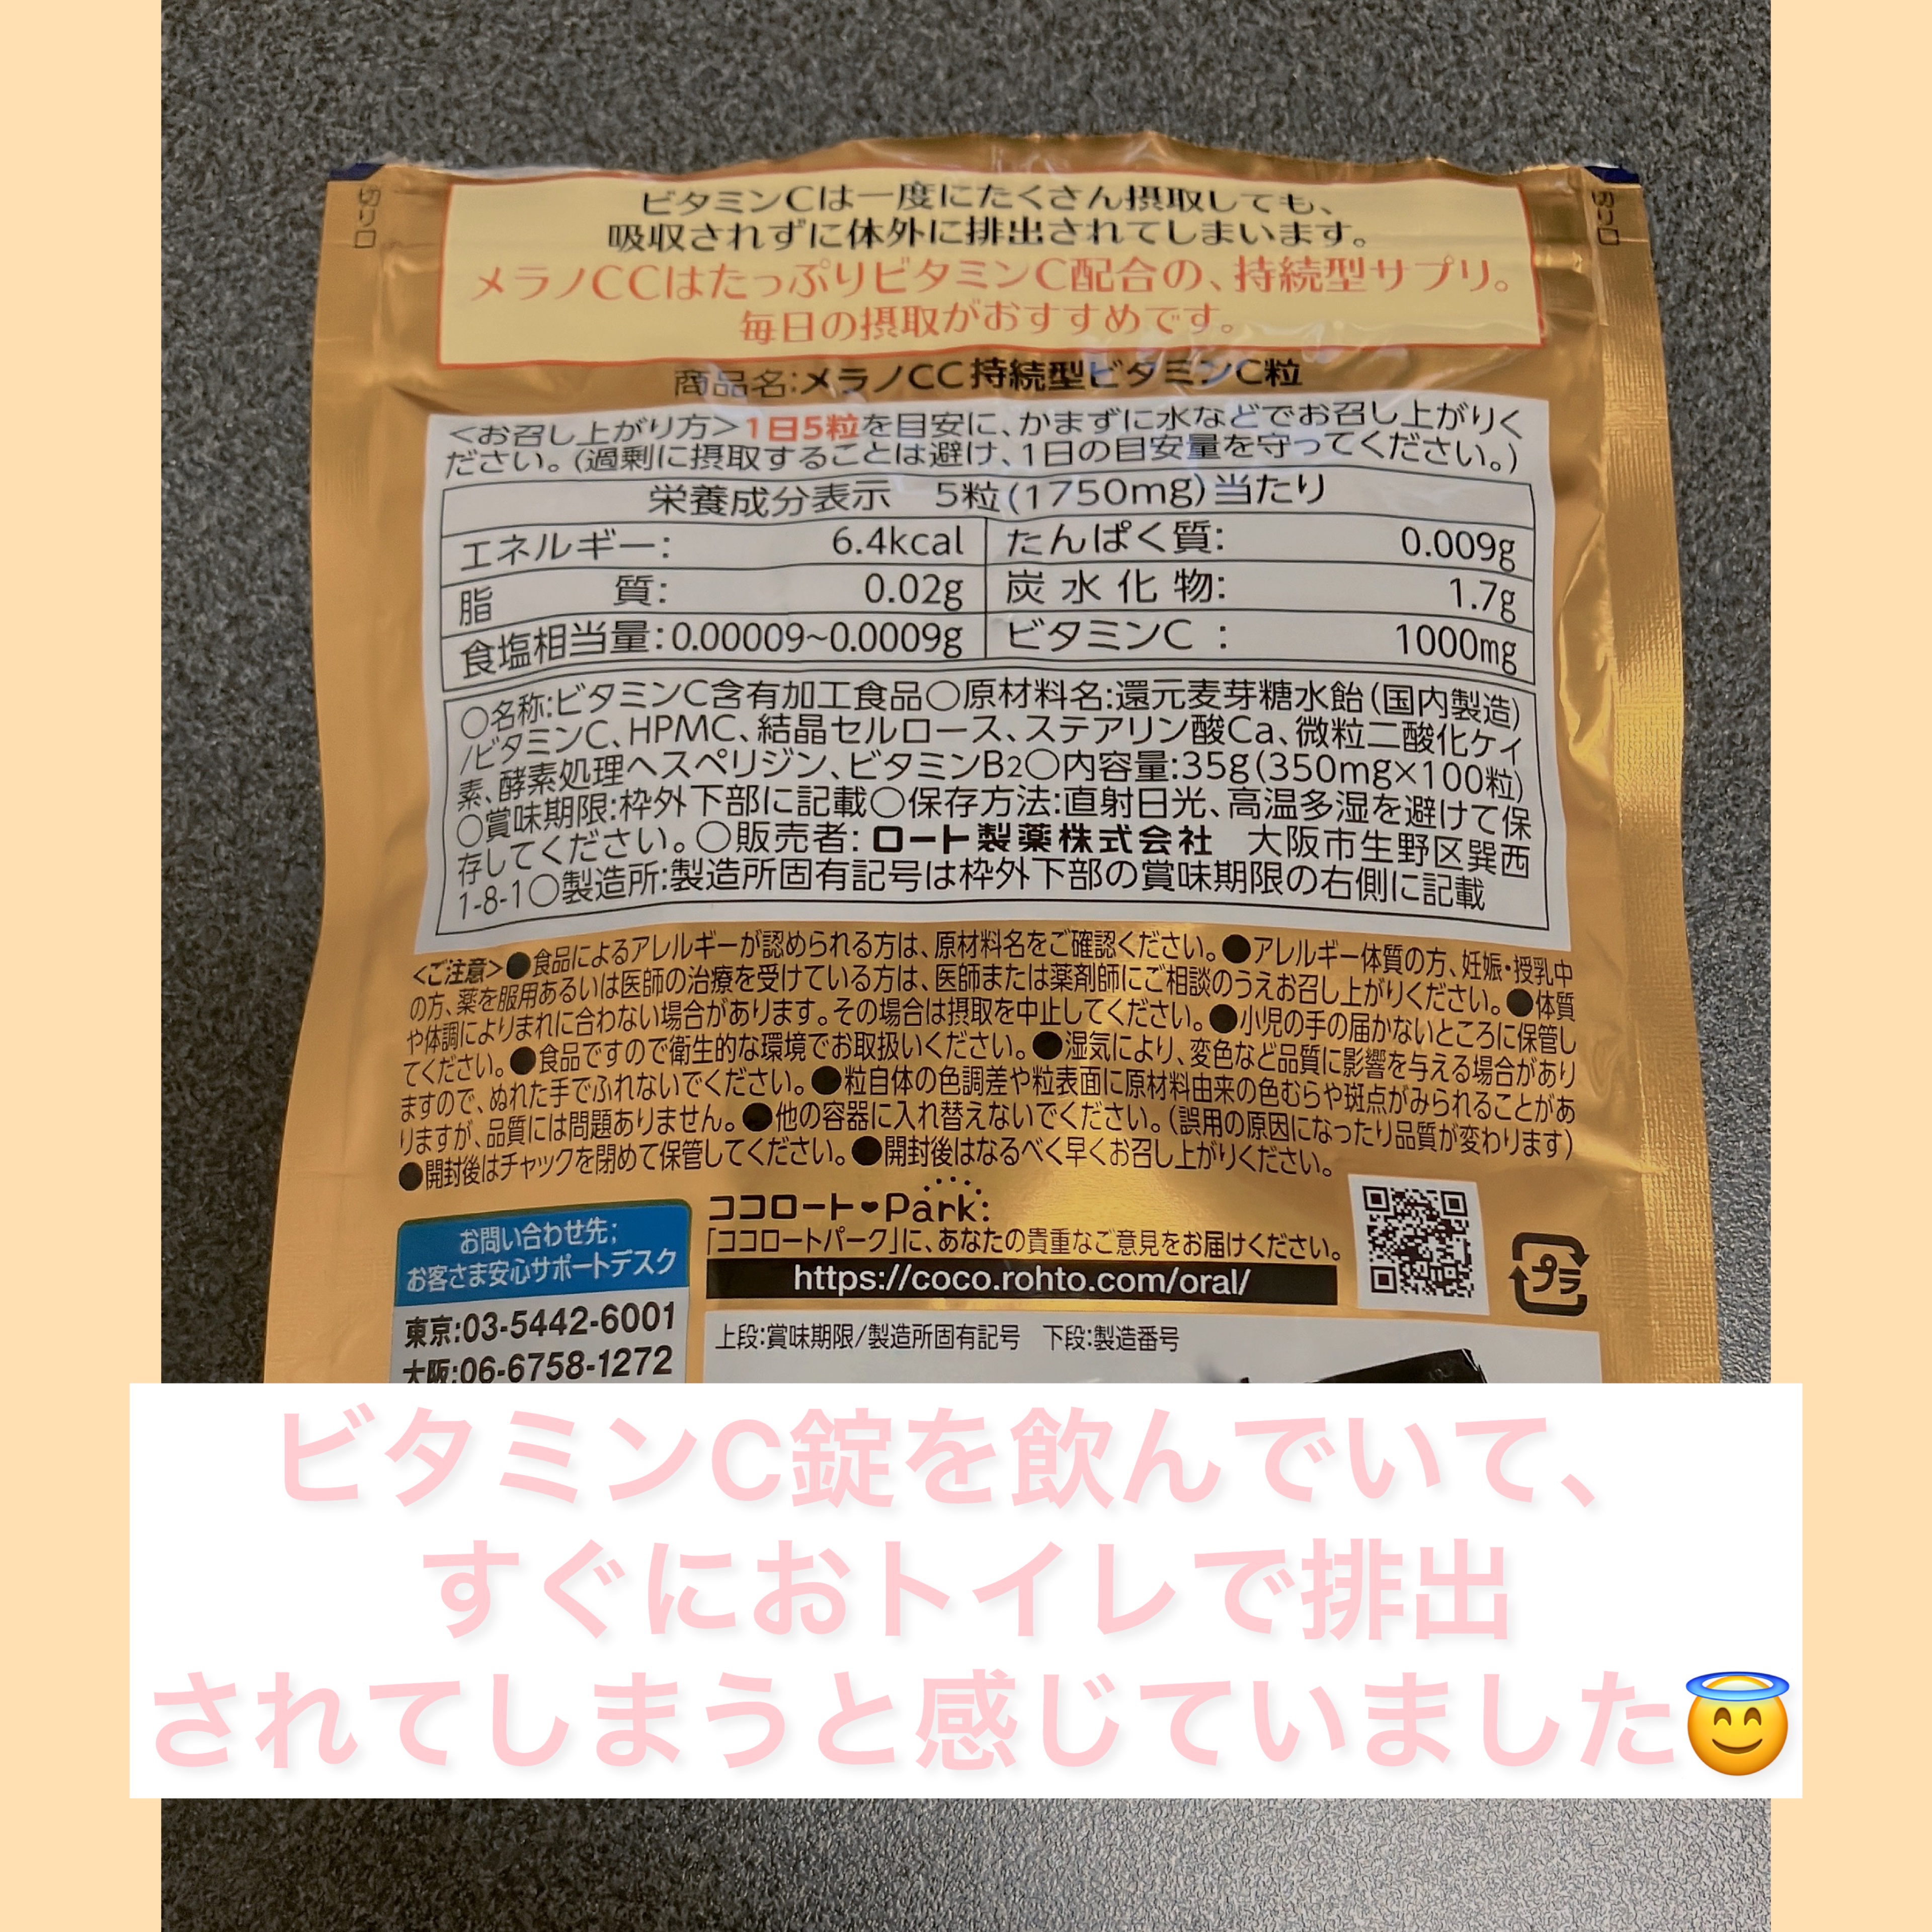 切り口
切り口
ビタミンCは一度にたくさん摂取しても、
吸収されずに体外に排出されてしまいます。
メラノCCはたっぷりビタミンC配合の、持続型サプリ。
毎日の摂取がおすすめです。
商品名:メラノCC持続型ビタミンC粒
<お召し上がり方>1日5粒を目安に、かまずに水などでお召し上がりく
ださい。(過剰に摂取することは避け、1日の目安量を守ってください。)
栄養成分表示 5粒(1750mg)当たり
エネルギー: 6.4kcal たんぱく質: 0.009g
脂 質: 0.02g 炭水化物: 1.7g
食塩相当量:0.00009~0.0009g ビタミンC : 1000mg
○名称:ビタミンC含有加工食品○原材料名:還元麦芽糖水飴(国内製造)
/ビタミンC、HPMC、結晶セルロース、ステアリン酸Ca、微粒二酸化ケイ
素、酵素処理ヘスペリジン、ビタミンB2○内容量:35g(350mg×100粒)
○賞味期限:枠外下部に記載○保存方法:直射日光、高温多湿を避けて保
存してください。○販売者:ロート製薬株式会社 大阪市生野区巽西
1-8-1○製造所:製造所固有記号は枠外下部の賞味期限の右側に記載
<ご注意>●食品によるアレルギーが認められる方は、原材料名をご確認ください。●アレルギー体質の方、妊娠・授乳中
の方、薬を服用あるいは医師の治療を受けている方は、医師または薬剤師にご相談のうえお召し上がりください。●体質
や体調によりまれに合わない場合があります。その場合は摂取を中止してください。●小児の手の届かないところに保管し
てください。●食品ですので衛生的な環境でお取扱いください。●湿気により、変色など品質に影響を与える場合があり
ますので、ぬれた手でふれないでください。●粒自体の色調差や粒表面に原材料由来の色むらや斑点がみられることがあ
りますが、品質には問題ありません。●他の容器に入れ替えないでください。(誤用の原因になったり品質が変わります)
●開封後はチャックを閉めて保管してください。●開封後はなるべく早くお召し上がりください。
お問い合わせ先;
お客さま安心サポートデスク
東京:03-5442-6001
大阪:06-6758-1272
ココロート♥Park:
「ココロートパーク」に、あなたの貴重なご意見をお届けください。
https://coco.rohto.com/oral/
プラ
上段:賞味期限/製造所固有記号 下段:製造番号
ビタミンC錠を飲んでいて、
すぐにおトイレで排出
されてしまうと感じていました😇